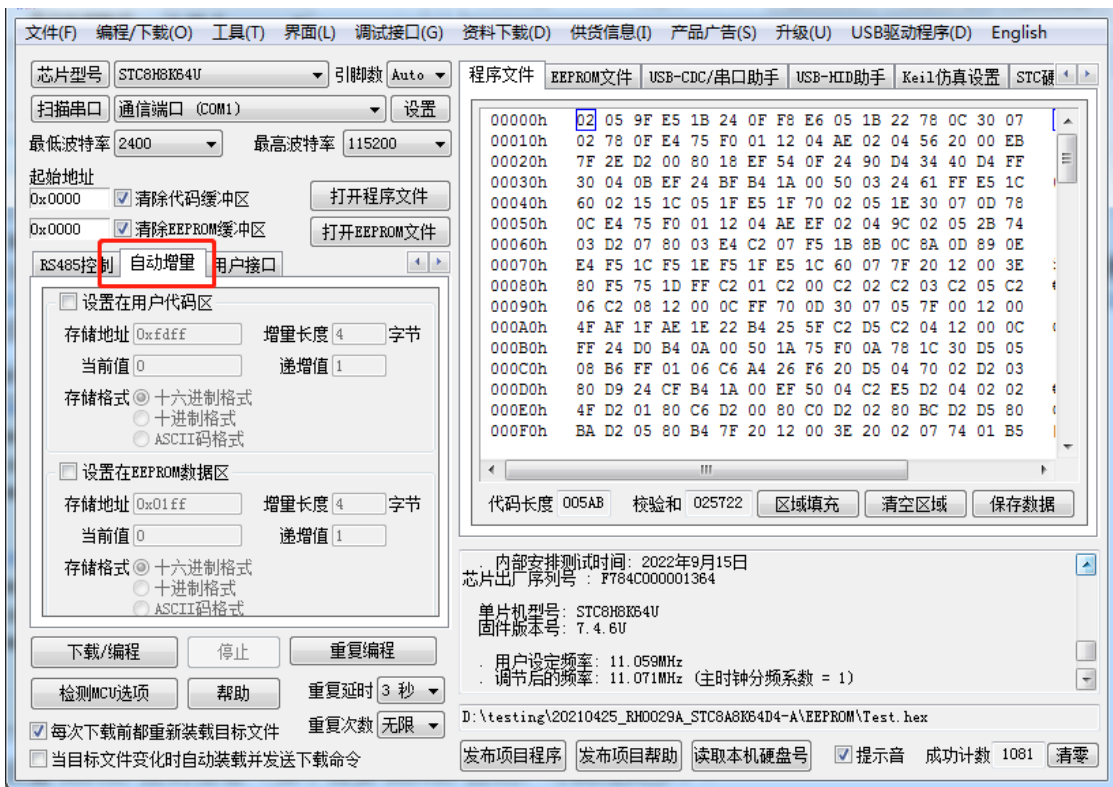 文件(F) 编程/下载(O) 工具(T) 界面(L) 调试接口(G) 资料下载(D) 供货信息(I) 产品广告(S) 升级(U) USB驱动程序(D) English
芯片型号 STC8H8K64U 引脚数 Auto
扫描串口 通信端口 (COM1) 设置
最低波特率 2400 最高波特率 115200
起始地址
0x0000 清除代码缓冲区 打开程序文件
0x0000 清除EEPROM缓冲区 打开EEPROM文件
RS485控制 自动增量 用户接口
设置在用户代码区
存储地址 0xfdff 增量长度 4 字节
当前值 0 递增值 1
存储格式 十六进制格式
十进制格式
ASCII码格式
设置在EEPROM数据区
存储地址 0x01ff 增量长度 4 字节
当前值 0 递增值 1
存储格式 十六进制格式
十进制格式
ASCII码格式
下载/编程 停止 重复编程
检测MCU选项 帮助 重复延时 3 秒
每次下载前都重新装载目标文件 重复次数 无限
当目标文件变化时自动装载并发送下载命令
程序文件 EEPROM文件 USB-CDC/串口助手 USB-HID助手 Keil仿真设置 STC硬
00000h 02 05 9F E5 1B 24 0F F8 E6 05 1B 22 78 0C 30 07
00010h 02 78 0F E4 75 F0 01 12 04 AE 02 04 56 20 00 EB
00020h 7F 2E D2 00 80 18 EF 54 0F 24 90 D4 34 40 D4 FF
00030h 30 04 0B EF 24 BF B4 1A 00 50 03 24 61 FF E5 1C
00040h 60 02 15 1C 05 1F E5 1F 70 02 05 1E 30 07 0D 78
00050h 0C E4 75 F0 01 12 04 AE EF 02 04 9C 02 05 2B 74
00060h 03 D2 07 80 03 E4 C2 07 F5 1B 8B 0C 8A 0D 89 0E
00070h E4 F5 1C F5 1E F5 1F E5 1C 60 07 7F 20 12 00 3E
00080h 80 F5 75 1D FF C2 01 C2 00 C2 02 C2 03 C2 05 C2
00090h 06 C2 08 12 00 0C FF 70 0D 30 07 05 7F 00 12 00
000A0h 4F AF 1F AE 1E 22 B4 25 5F C2 D5 C2 04 12 00 0C
000B0h FF 24 D0 B4 0A 00 50 1A 75 F0 0A 78 1C 30 D5 05
000C0h 08 B6 FF 01 06 C6 A4 26 F6 20 D5 04 70 02 D2 03
000D0h 80 D9 24 CF B4 1A 00 EF 50 04 C2 E5 D2 04 02 02
000E0h 4F D2 01 80 C6 D2 00 80 C0 D2 02 80 BC D2 D5 80
000F0h BA D2 05 80 B4 7F 20 12 00 3E 20 02 07 74 01 B5
代码长度 005AB 校验和 025722 区域填充 清空区域 保存数据
. 内部安排测试时间: 2022年9月15日
芯片出厂序列号 : F784C000001364
单片机型号: STC8H8K64U
固件版本号: 7.4.6U
. 用户设定频率: 11.059MHz
. 调节后的频率: 11.071MHz (主时钟分频系数 = 1)
D:\testing\20210425_RH0029A_STC8A8K64D4-A\EEPROM\Test.hex
发布项目程序 发布项目帮助 读取本机硬盘号 提示音 成功计数 1081 清零